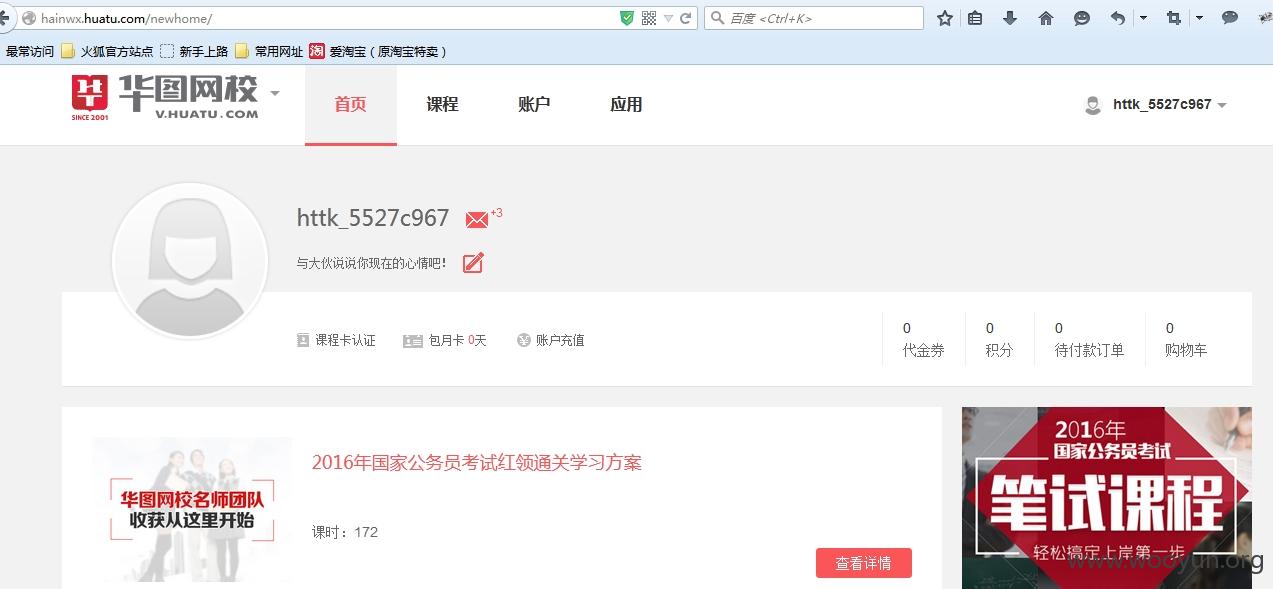 hainwx.huatu.com/newhome/
百度 <Ctrl+K>
最常访问 火狐官方站点 新手上路 常用网址 淘 爱淘宝（原淘宝特卖）
华图网校
SINCE 2001 V.HUATU.COM
首页 课程 账户 应用 httk_5527c967
httk_5527c967 +3
与大伙说说你现在的心情吧!
课程卡认证 包月卡 0天 账户充值
0 0 0 0
代金券 积分 待付款订单 购物车
2016年国家公务员考试红领通关学习方案
华图网校名师团队
收获从这里开始
课时：172
查看详情
2016年
国家公务员考试
笔试课程
轻松搞定上岸第一步
www.wooyun.org